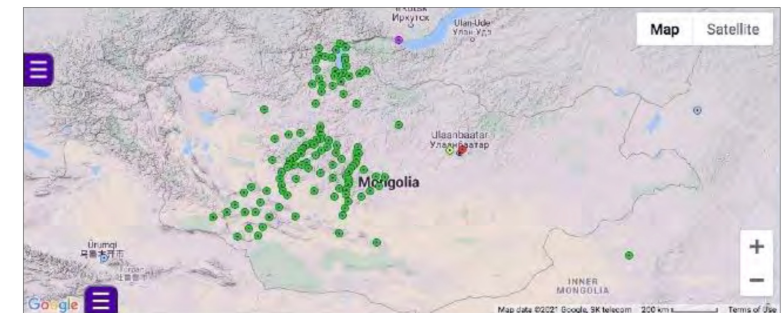 Иркутск
Ulan-Ude
Улан-Удэ
Map Satellite
Ulaanbaatar
Улаанбаатар
Mongolia
Ürümqi
INNER
MONGOLIA
Google
Map data ©2021 Google, SK telecom 200 km Terms of Use